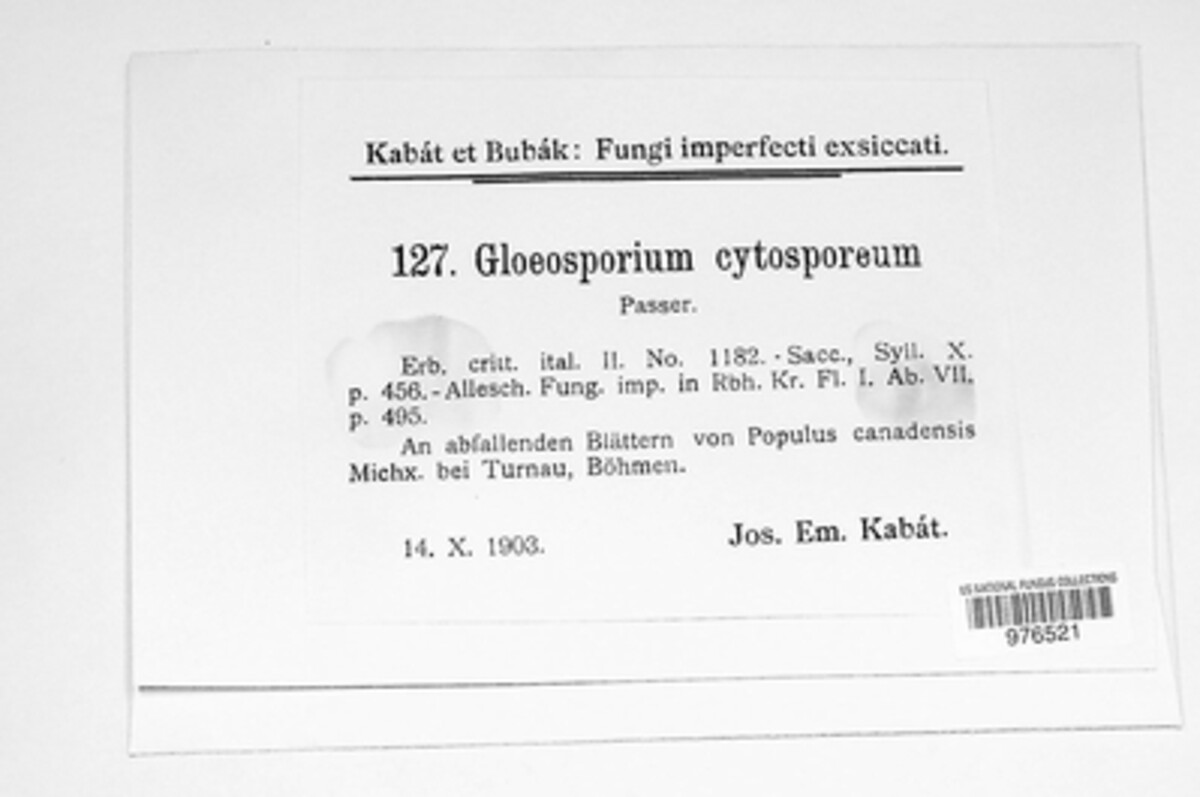 Kabát et Bubák: Fungi imperfecti exsiccati.
127. Gloeosporium cytosporeum
Passer.
Erb. critt. ital. II. No. 1182. - Sacc., Syll. X.
p. 456. - Allesch. Fung. imp. in Rbh. Kr. Fl. I. Ab. VII.
p. 495.
An abfallenden Blättern von Populus canadensis
Michx. bei Turnau, Böhmen.
14. X. 1903. Jos. Em. Kabát.
US NATIONAL FUNGUS COLLECTIONS
976521